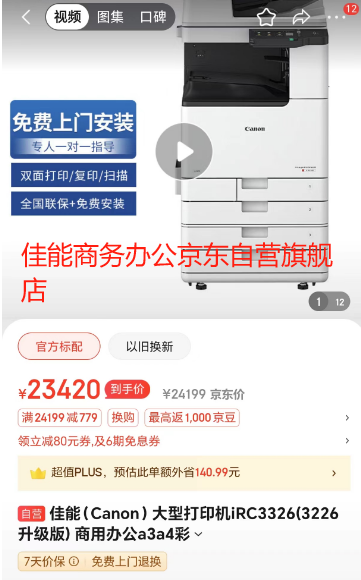 视频 图集 口碑
12
免费上门安装
专人一对一指导
Canon
双面打印/复印/扫描
全国联保+免费安装
佳能商务办公京东自营旗舰
店
1 12
官方标配 以旧换新
¥23420 到手价 ¥24199 京东价
满24199减779 换购 最高返1,000京豆
领立减80元券,及6期免息券
超值PLUS，预估此单额外省140.99元
自营 佳能（Canon）大型打印机iRC3326(3226
升级版) 商用办公a3a4彩
7天价保 免费上门退换